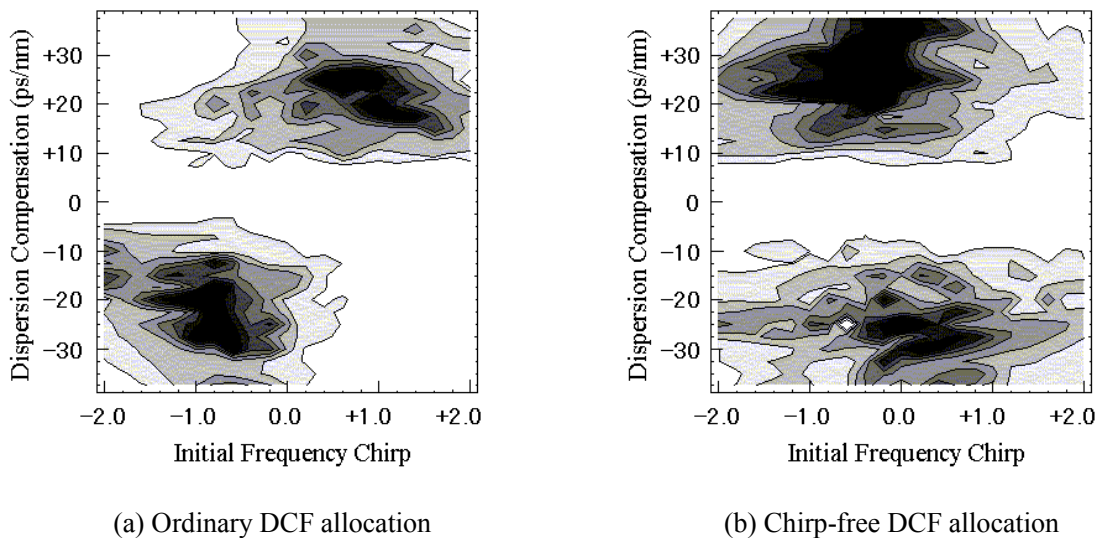 Dispersion Compensation (ps/nm)
+30
+20
+10
0
−10
−20
−30
−2.0 −1.0 0.0 +1.0 +2.0
Initial Frequency Chirp
(a) Ordinary DCF allocation
Dispersion Compensation (ps/nm)
+30
+20
+10
0
−10
−20
−30
−2.0 −1.0 0.0 +1.0 +2.0
Initial Frequency Chirp
(b) Chirp-free DCF allocation